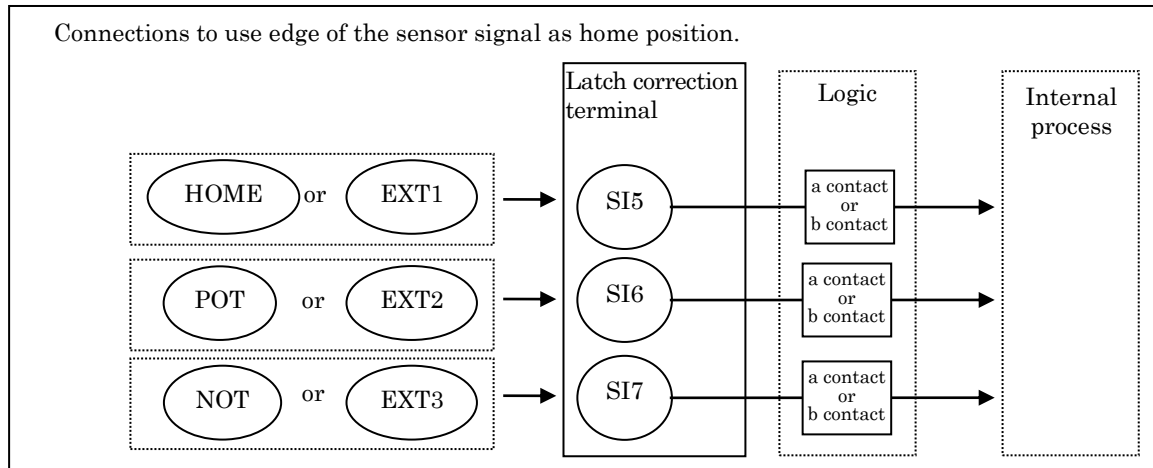 Connections to use edge of the sensor signal as home position.
Latch correction
terminal
Logic
Internal
process
HOME or EXT1
SI5
a contact
or
b contact
POT or EXT2
SI6
a contact
or
b contact
NOT or EXT3
SI7
a contact
or
b contact